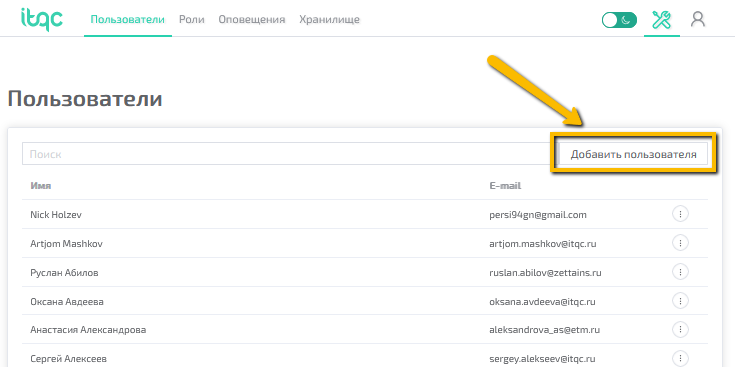 itqc Пользователи Роли Оповещения Хранилище
Пользователи
Поиск Добавить пользователя
Имя E-mail
Nick Holzev persi94gn@gmail.com
Artjom Mashkov artjom.mashkov@itqc.ru
Руслан Абилов ruslan.abilov@zettains.ru
Оксана Авдеева oksana.avdeeva@itqc.ru
Анастасия Александрова aleksandrova_as@etm.ru
Сергей Алексеев sergey.alekseev@itqc.ru